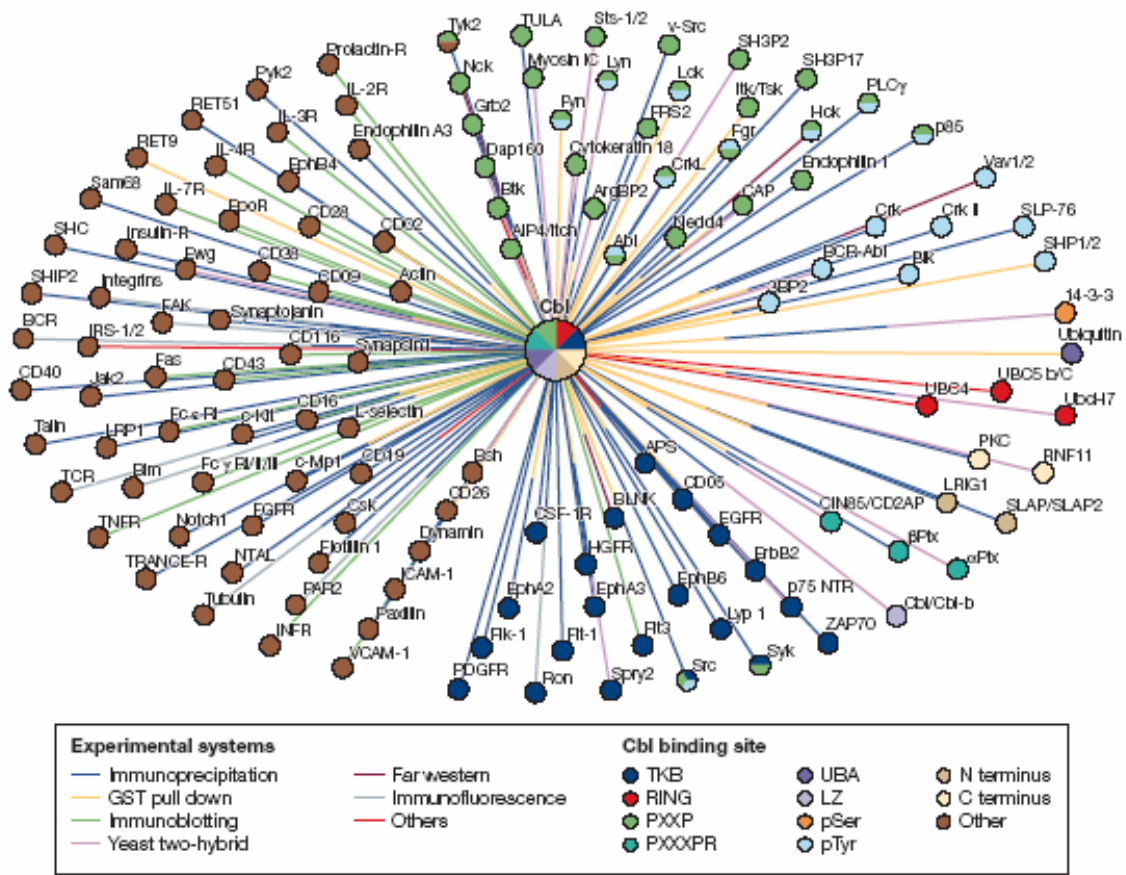 Tyk2
TULA
Sts-1/2
v-Src
SH3P2
SH3P17
PLCγ
p85
Vav1/2
SLP-76
SHP1/2
14-3-3
Ubiquitin
UBC5 b/C
UBC4
UbcH7
PKC
RNF11
LRIG1
SLAP/SLAP2
CIN85/CD2AP
βPix
αPix
Cbl/Cbl-b
Prolactin-R
Nck
Myosin IC
Lyn
Lck
Itk/Tsk
Hck
Pyk2
IL-2R
Grb2
Fyn
FRS2
Fgr
Endophilin 1
RET51
IL-3R
Endophilin A3
Dap160
Cytokeratin 18
CrkL
CAP
Crk
Crk II
RET9
IL-4R
EphB4
Btk
ArgBP2
Nedd4
BCR-Abl
Blk
Sam68
IL-7R
EpoR
CD28
AIP4/Itch
Abl
3BP2
SHC
Insulin-R
Pwg
CD38
Actin
Cbl
SHIP2
Integrins
FAK
Synaptojanin
BCR
IRS-1/2
CD116
CD40
Jak2
Fas
CD43
Talin
LRP1
Fc ε RI
c-Kit
CD16
L-selectin
TCR
Blm
Fc γ RI/II/III
c-Mp1
CD19
Bsh
APS
TNFR
Notch1
FGFR
Csk
CD26
CSF-1R
BLNK
EGFR
TRANCE-R
NTAL
Flotillin 1
Dynamin
HGFR
ErbB2
Tubulin
PAR2
ICAM-1
EphA2
EphA3
EphB6
p75 NTR
INFR
Paxillin
Flk-1
Flt-1
Flt3
Lyp 1
ZAP70
VCAM-1
PDGFR
Ron
Spry2
Src
Syk
Experimental systems
Immunoprecipitation
GST pull down
Immunoblotting
Yeast two-hybrid
Far western
Immunofluorescence
Others
Cbl binding site
TKB
RING
PXXP
PXXXPR
UBA
LZ
pSer
pTyr
N terminus
C terminus
Other